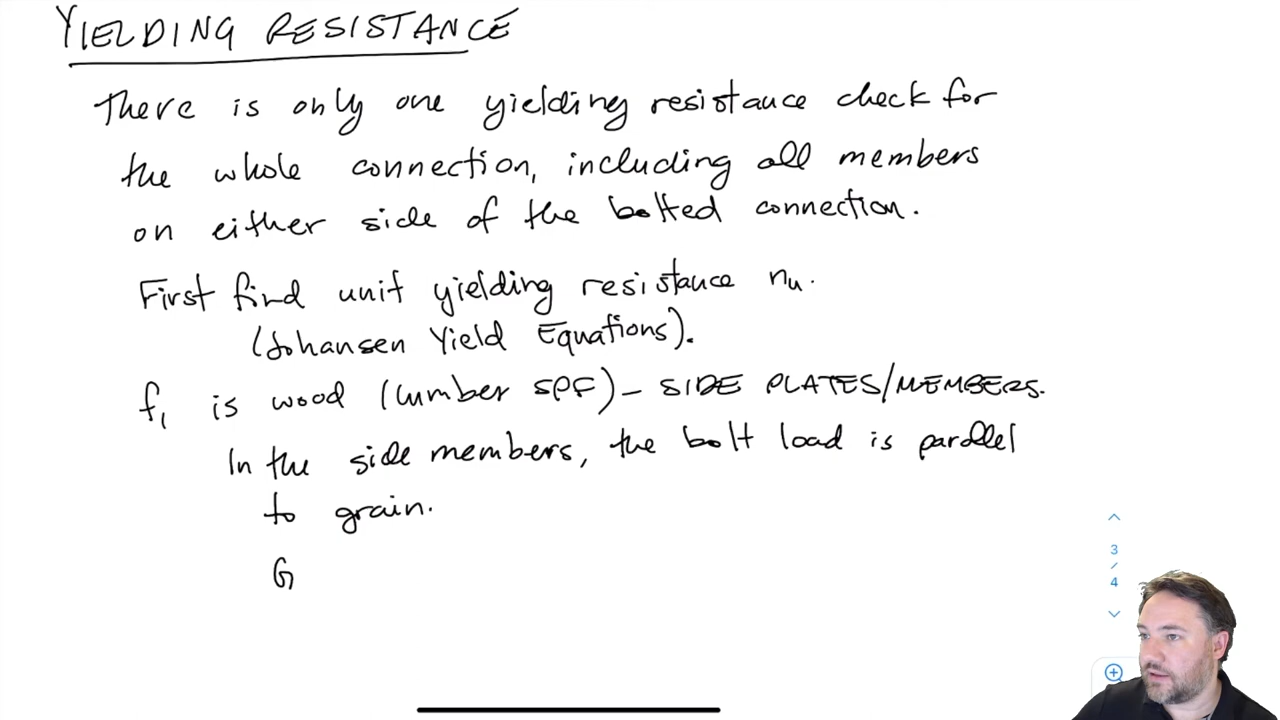 YIELDING RESISTANCE
There is only one yielding resistance check for
the whole connection, including all members
on either side of the bolted connection.
First find unit yielding resistance nu.
(Johansen Yield Equations).
f1 is wood (lumber SPF) – SIDE PLATES/MEMBERS.
In the side members, the bolt load is parallel
to grain.
G
3
/
4